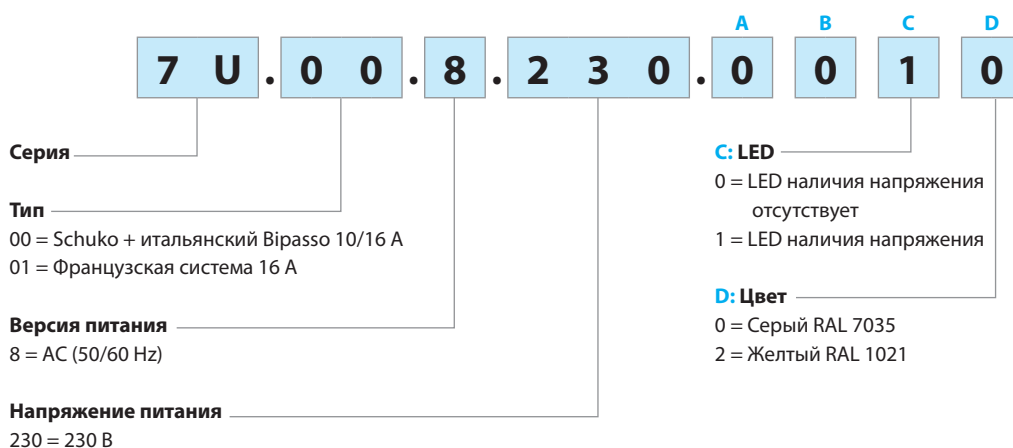 A B C D
7 U . 0 0 . 8 . 2 3 0 . 0 0 1 0
Серия
Тип
00 = Schuko + итальянский Bipasso 10/16 A
01 = Французская система 16 A
Версия питания
8 = AC (50/60 Hz)
Напряжение питания
230 = 230 В
C: LED
0 = LED наличия напряжения
отсутствует
1 = LED наличия напряжения
D: Цвет
0 = Серый RAL 7035
2 = Желтый RAL 1021